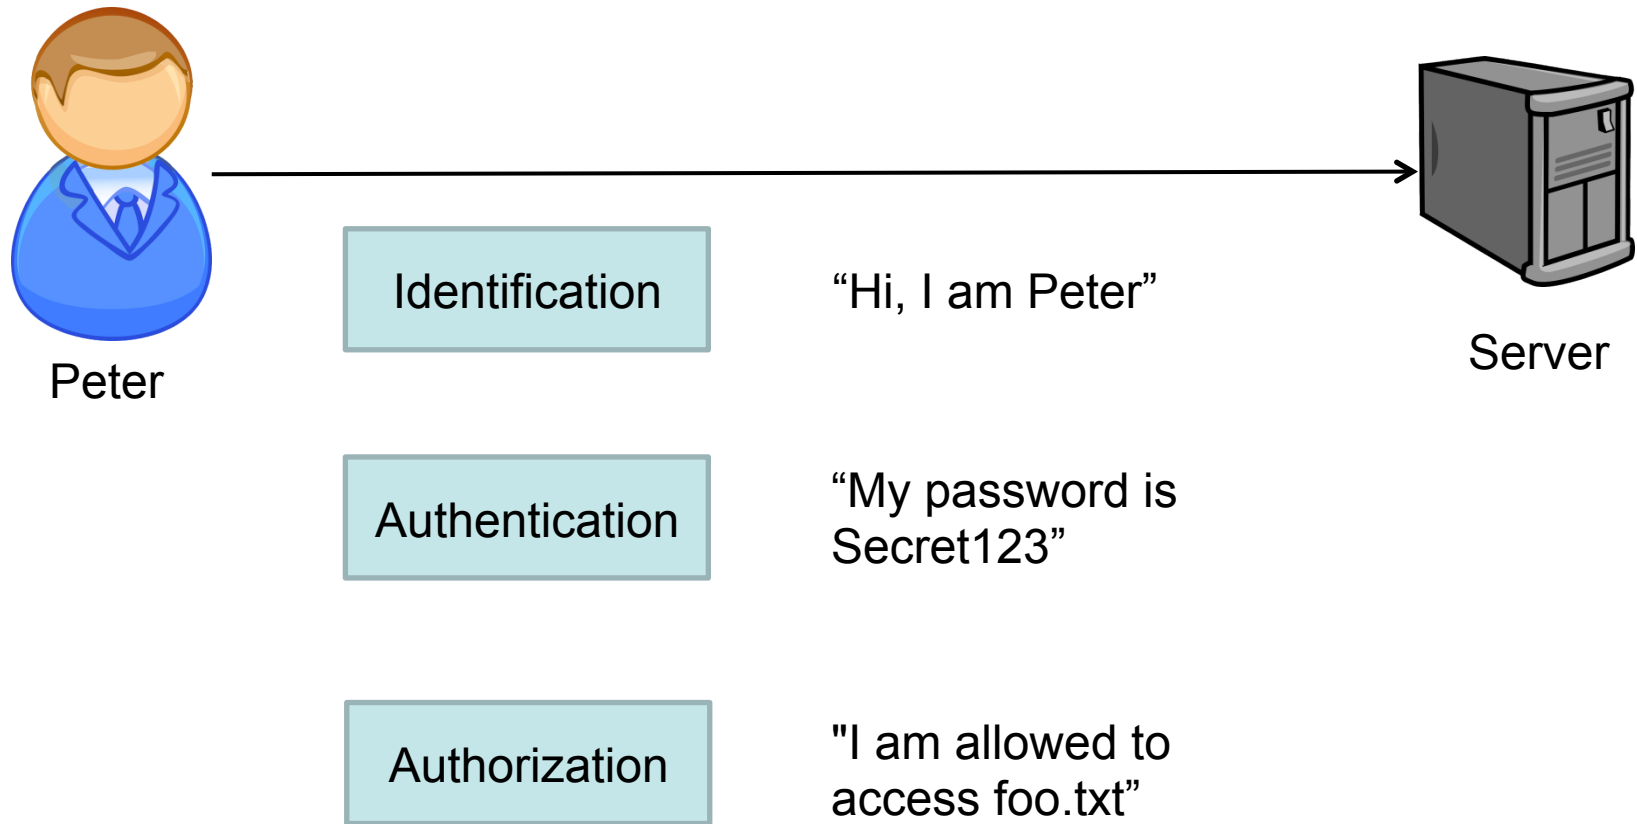 Peter
Server
Identification
“Hi, I am Peter”
Authentication
“My password is
Secret123”
Authorization
"I am allowed to
access foo.txt”